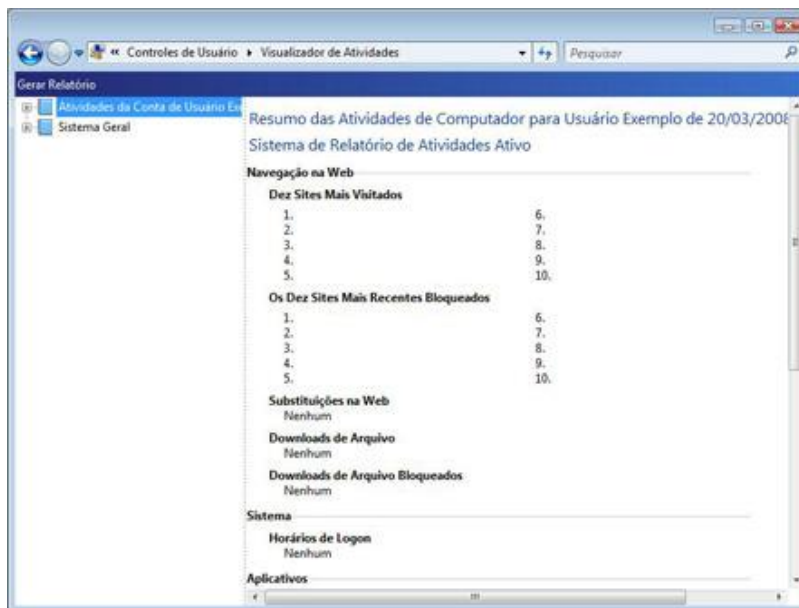 « Controles de Usuário ▸ Visualizador de Atividades
Pesquisar
Gerar Relatório
Atividades da Conta de Usuário
Sistema Geral
Resumo das Atividades de Computador para Usuário Exemplo de 20/03/2008
Sistema de Relatório de Atividades Ativo
Navegação na Web
Dez Sites Mais Visitados
1. 6.
2. 7.
3. 8.
4. 9.
5. 10.
Os Dez Sites Mais Recentes Bloqueados
1. 6.
2. 7.
3. 8.
4. 9.
5. 10.
Substituições na Web
Nenhum
Downloads de Arquivo
Nenhum
Downloads de Arquivo Bloqueados
Nenhum
Sistema
Horários de Logon
Nenhum
Aplicativos